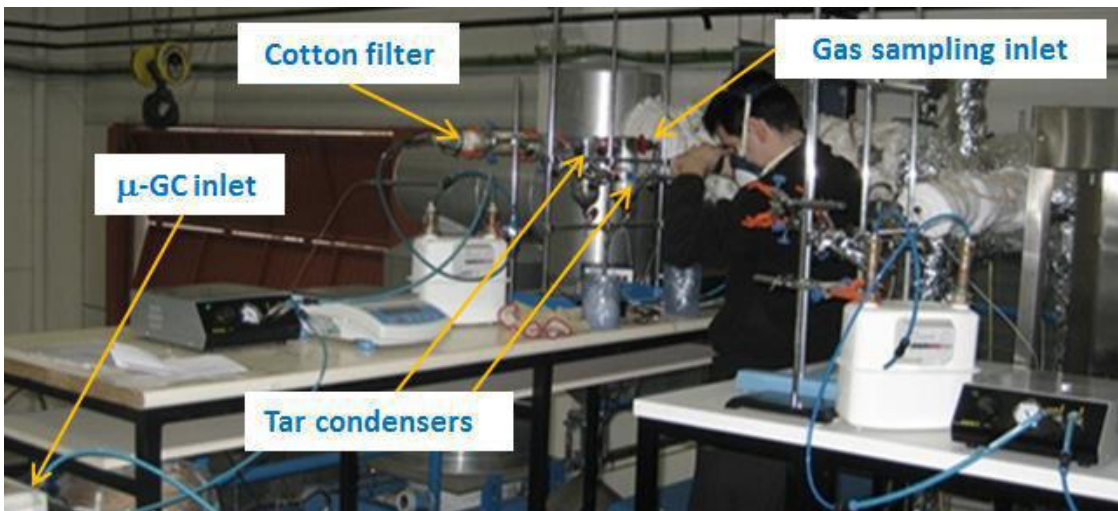 Cotton filter
Gas sampling inlet
μ-GC inlet
Tar condensers